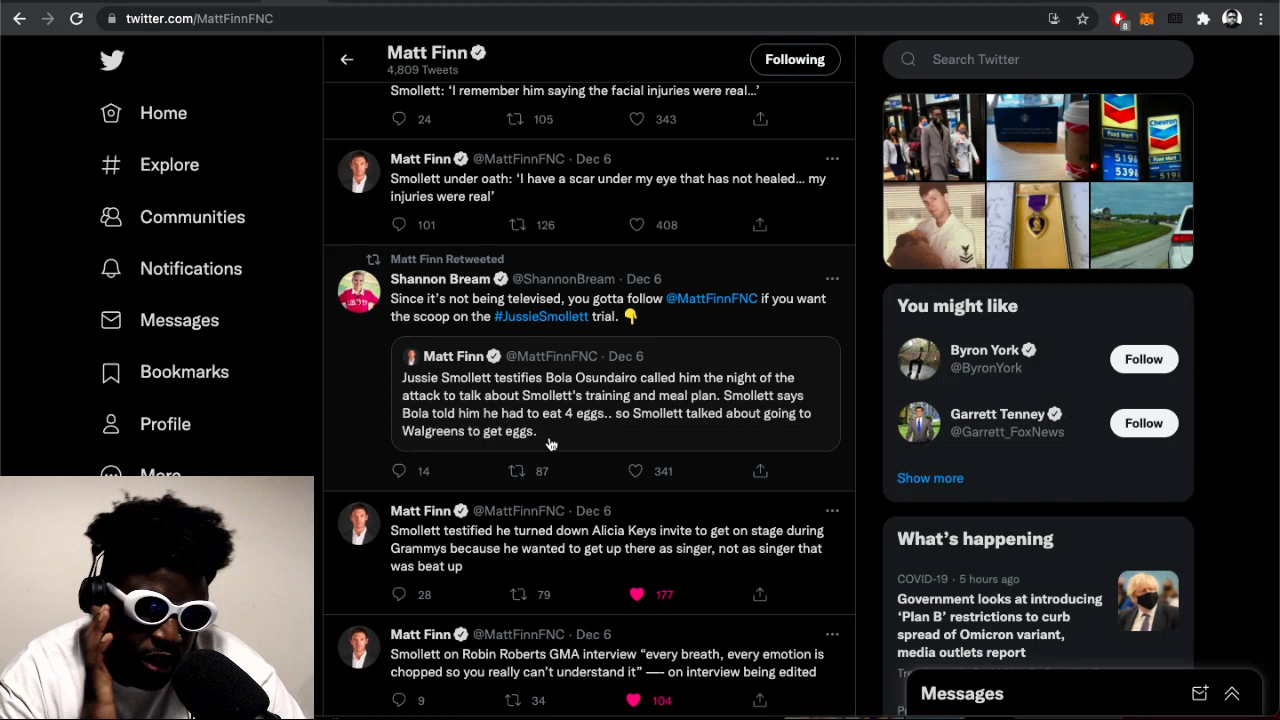 twitter.com/MattFinnFNC
8
Matt Finn
4,809 Tweets
Following
Search Twitter
Home
Explore
Communities
Notifications
Messages
Bookmarks
Profile
More
Smollett: ‘I remember him saying the facial injuries were real…’
24 105 343
Matt Finn @MattFinnFNC · Dec 6
Smollett under oath: ‘I have a scar under my eye that has not healed… my
injuries were real’
101 126 408
Matt Finn Retweeted
Shannon Bream @ShannonBream · Dec 6
Since it’s not being televised, you gotta follow @MattFinnFNC if you want
the scoop on the #JussieSmollett trial. 👇
Matt Finn @MattFinnFNC · Dec 6
Jussie Smollett testifies Bola Osundairo called him the night of the
attack to talk about Smollett’s training and meal plan. Smollett says
Bola told him he had to eat 4 eggs.. so Smollett talked about going to
Walgreens to get eggs.
14 87 341
Matt Finn @MattFinnFNC · Dec 6
Smollett testified he turned down Alicia Keys invite to get on stage during
Grammys because he wanted to get up there as singer, not as singer that
was beat up
28 79 177
Matt Finn @MattFinnFNC · Dec 6
Smollett on Robin Roberts GMA interview “every breath, every emotion is
chopped so you really can’t understand it” —- on interview being edited
9 34 104
Chevron
Food Mart
519
539
Chevron
Food Mart
You might like
Byron York
@ByronYork
Follow
Garrett Tenney
@Garrett_FoxNews
Follow
Show more
What’s happening
COVID-19 · 5 hours ago
Government looks at introducing
‘Plan B’ restrictions to curb
spread of Omicron variant,
media outlets report
Messages